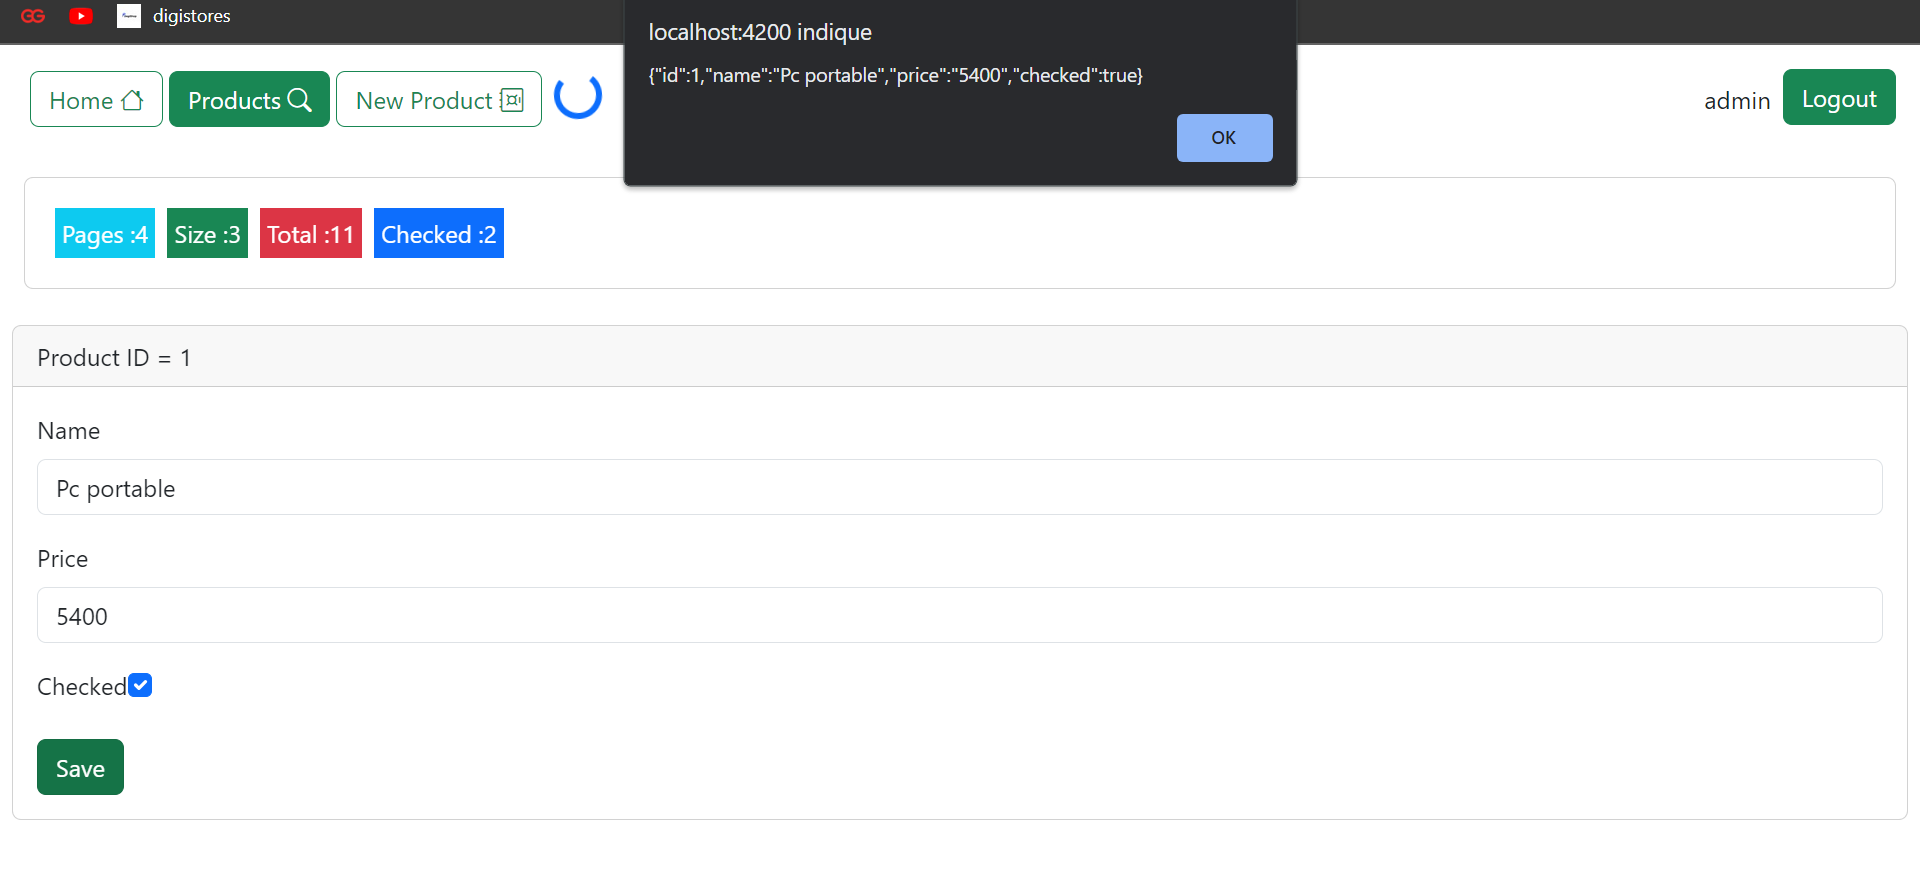 GG digistores
localhost:4200 indique
{"id":1,"name":"Pc portable","price":"5400","checked":true}
OK
Home Products New Product admin Logout
Pages :4 Size :3 Total :11 Checked :2
Product ID = 1
Name
Pc portable
Price
5400
Checked
Save